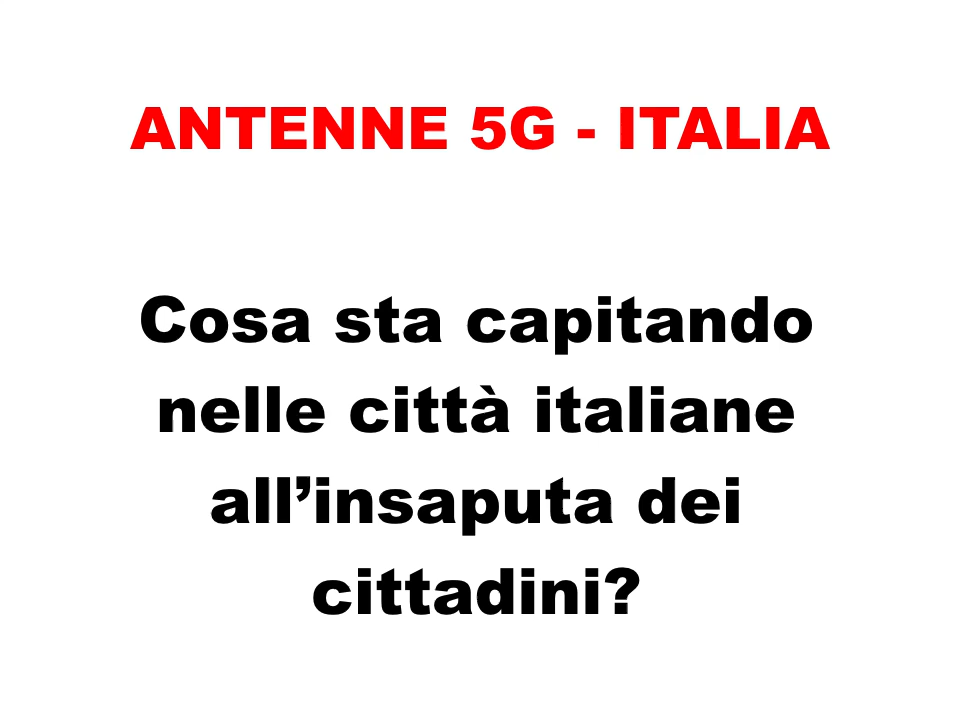 ANTENNE 5G - ITALIA
Cosa sta capitando
nelle città italiane
all’insaputa dei
cittadini?